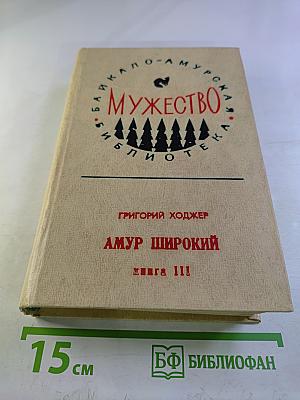 БАЙКАЛО-АМУРСКАЯ
МУЖЕСТВО
БИБЛИОТЕКА
ГРИГОРИЙ ХОДЖЕР
АМУР ШИРОКИЙ
книга III
15 см
БФ БИБЛИОФАН